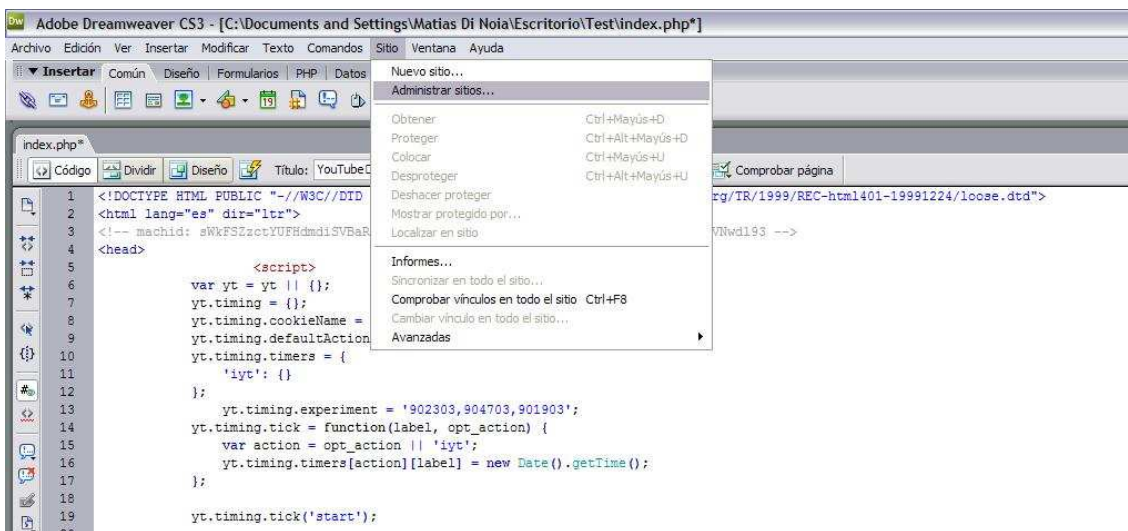 Adobe Dreamweaver CS3 - [C:\Documents and Settings\Matias Di Noia\Escritorio\Test\index.php*]
Archivo Edición Ver Insertar Modificar Texto Comandos Sitio Ventana Ayuda
▼ Insertar Común Diseño Formularios PHP Datos
Nuevo sitio...
Administrar sitios...
Obtener Ctrl+Mayús+D
Proteger Ctrl+Alt+Mayús+D
Colocar Ctrl+Mayús+U
Desproteger Ctrl+Alt+Mayús+U
Deshacer proteger
Mostrar protegido por...
Localizar en sitio
Informes...
Sincronizar en todo el sitio...
Comprobar vínculos en todo el sitio Ctrl+F8
Cambiar vínculo en todo el sitio...
Avanzadas
index.php*
Código Dividir Diseño Título: YouTube Comprobar página
1 <!DOCTYPE HTML PUBLIC "-//W3C//DTD rg/TR/1999/REC-html401-19991224/loose.dtd">
2 <html lang="es" dir="ltr">
3 <!-- machid: sWkFSZzctYUFHdmdiSVBaR VNwdl93 -->
4 <head>
5 <script>
6 var yt = yt || {};
7 yt.timing = {};
8 yt.timing.cookieName =
9 yt.timing.defaultAction
10 yt.timing.timers = {
11 'iyt': {}
12 };
13 yt.timing.experiment = '902303,904703,901903';
14 yt.timing.tick = function(label, opt_action) {
15 var action = opt_action || 'iyt';
16 yt.timing.timers[action][label] = new Date().getTime();
17 };
18
19 yt.timing.tick('start');